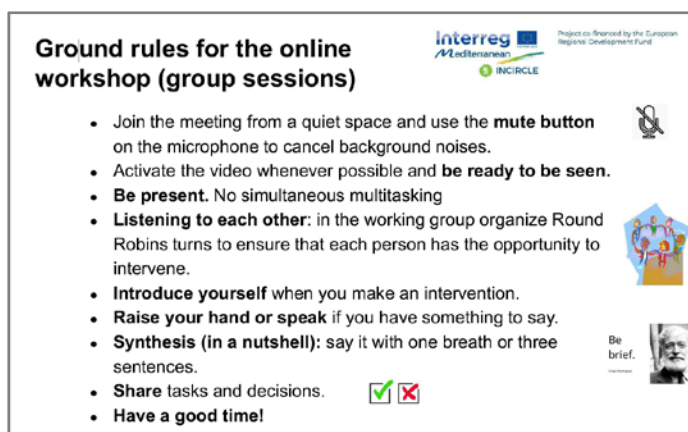 Ground rules for the online
workshop (group sessions)
Interreg
Mediterranean
INCIRCLE
Project co-financed by the European
Regional Development Fund
Join the meeting from a quiet space and use the mute button
on the microphone to cancel background noises.
Activate the video whenever possible and be ready to be seen.
Be present. No simultaneous multitasking
Listening to each other: in the working group organize Round
Robins turns to ensure that each person has the opportunity to
intervene.
Introduce yourself when you make an intervention.
Raise your hand or speak if you have something to say.
Synthesis (in a nutshell): say it with one breath or three
sentences.
Be
brief.
Share tasks and decisions.
Have a good time!